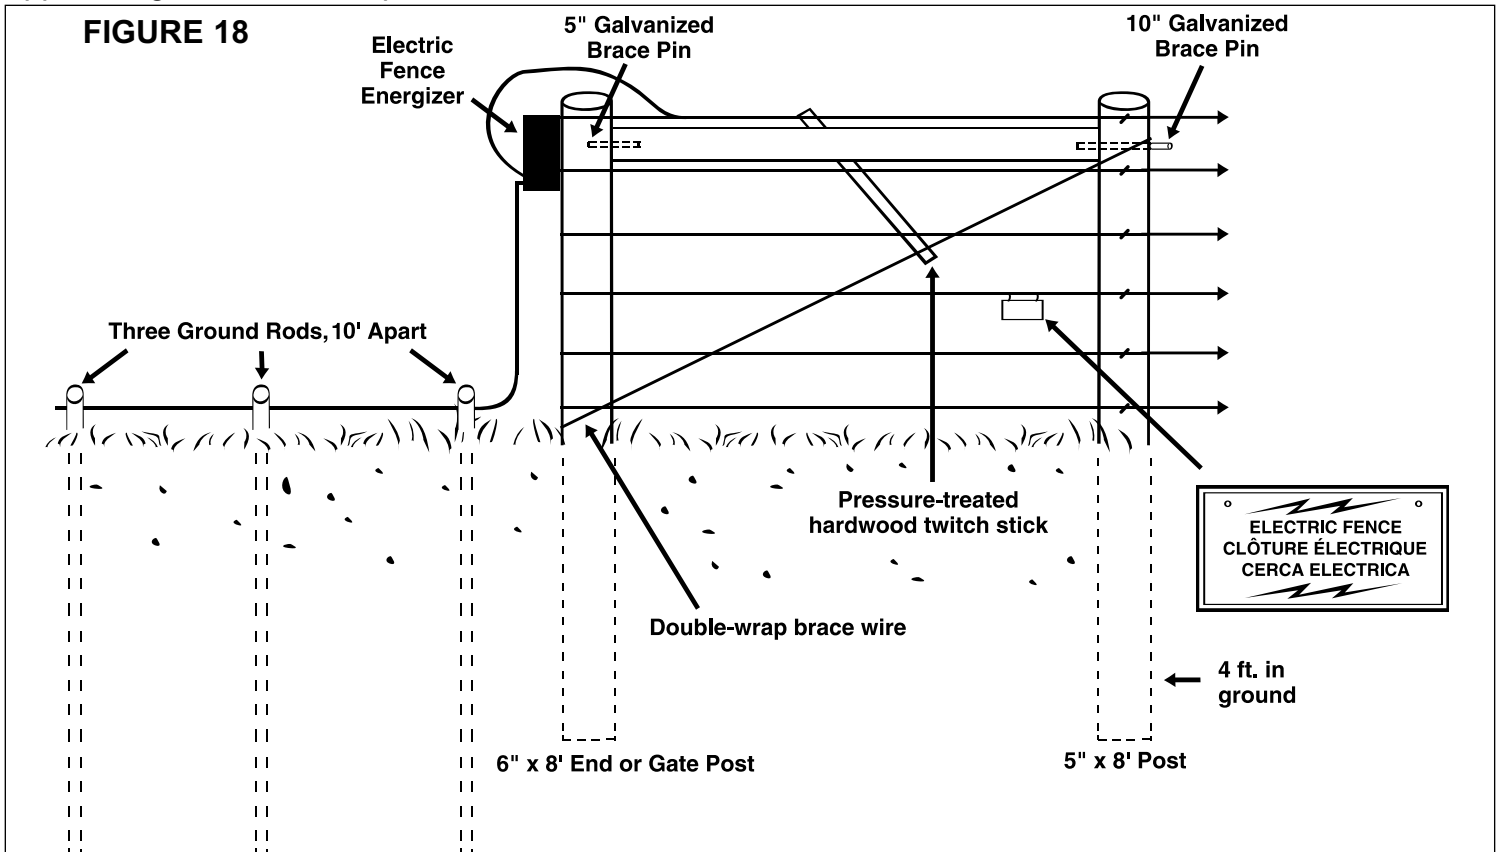 FIGURE 18
Electric
Fence
Energizer
5" Galvanized
Brace Pin
10" Galvanized
Brace Pin
Three Ground Rods, 10' Apart
Pressure-treated
hardwood twitch stick
Double-wrap brace wire
ELECTRIC FENCE
CLÔTURE ÉLECTRIQUE
CERCA ELECTRICA
4 ft. in
ground
6" x 8' End or Gate Post
5" x 8' Post